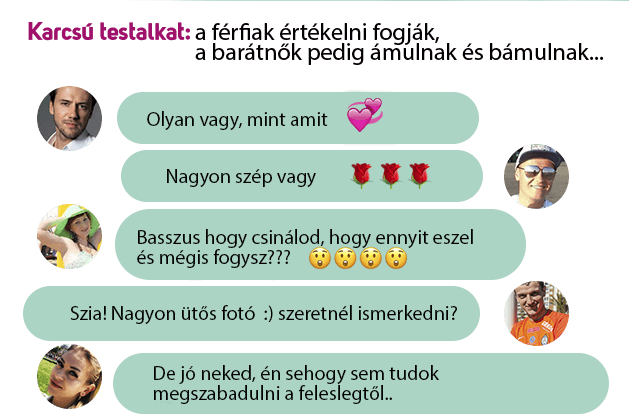 Karcsú testalkat: a férfiak értékelni fogják,
a barátnők pedig ámulnak és bámulnak...
Olyan vagy, mint amit
Nagyon szép vagy
Basszus hogy csinálod, hogy ennyit eszel
és mégis fogysz???
Szia! Nagyon ütős fotó :) szeretnél ismerkedni?
De jó neked, én sehogy sem tudok
megszabadulni a feleslegtől..